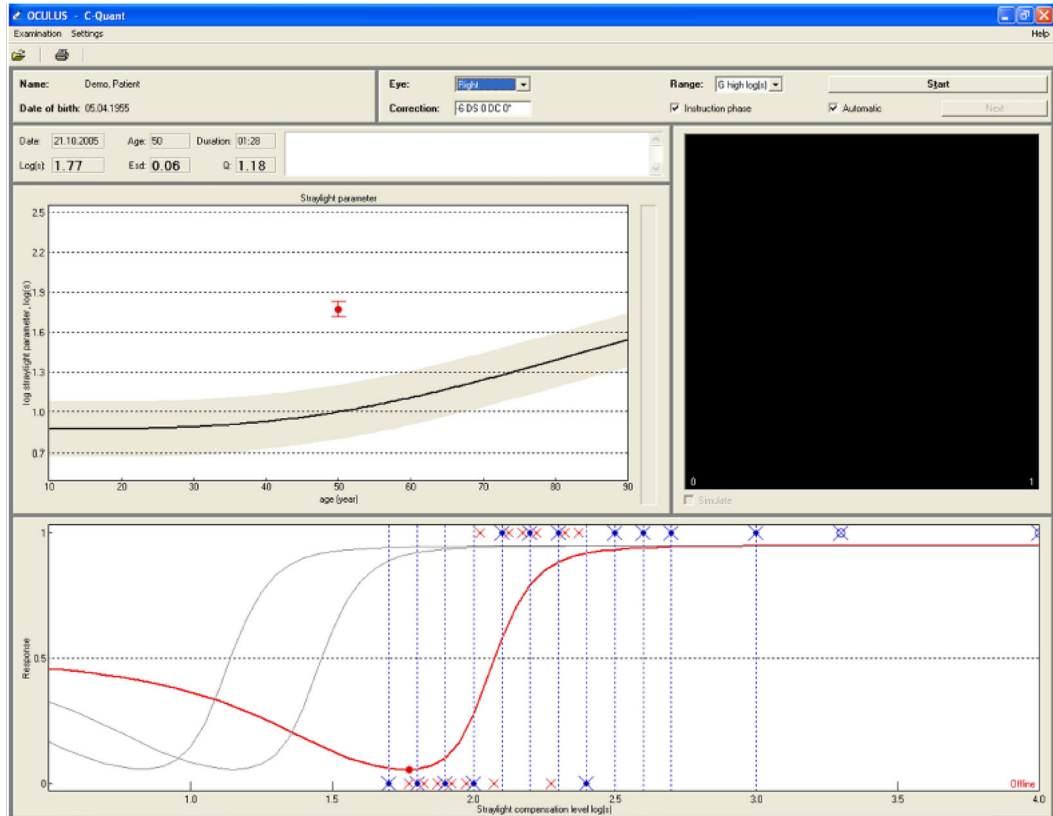 OCULUS - C-Quant
Examination Settings Help
Name: Demo, Patient
Date of birth: 05.04.1955
Eye: Right
Correction: -6 DS 0 DC 0°
Range: G high log(s)
Start
Instruction phase
Automatic
Next
Date: 21.10.2005 Age: 50 Duration: 01:28
Log(s) 1.77 Esd: 0.06 Q: 1.18
Straylight parameter
log straylight parameter, log(s)
2.5
2.2
1.9
1.6
1.3
1.0
0.7
10 20 30 40 50 60 70 80 90
age (year)
0 1
Simulate
Response
1
0.5
0
Offline
1.0 1.5 2.0 2.5 3.0 3.5 4.0
Straylight compensation level log(s)